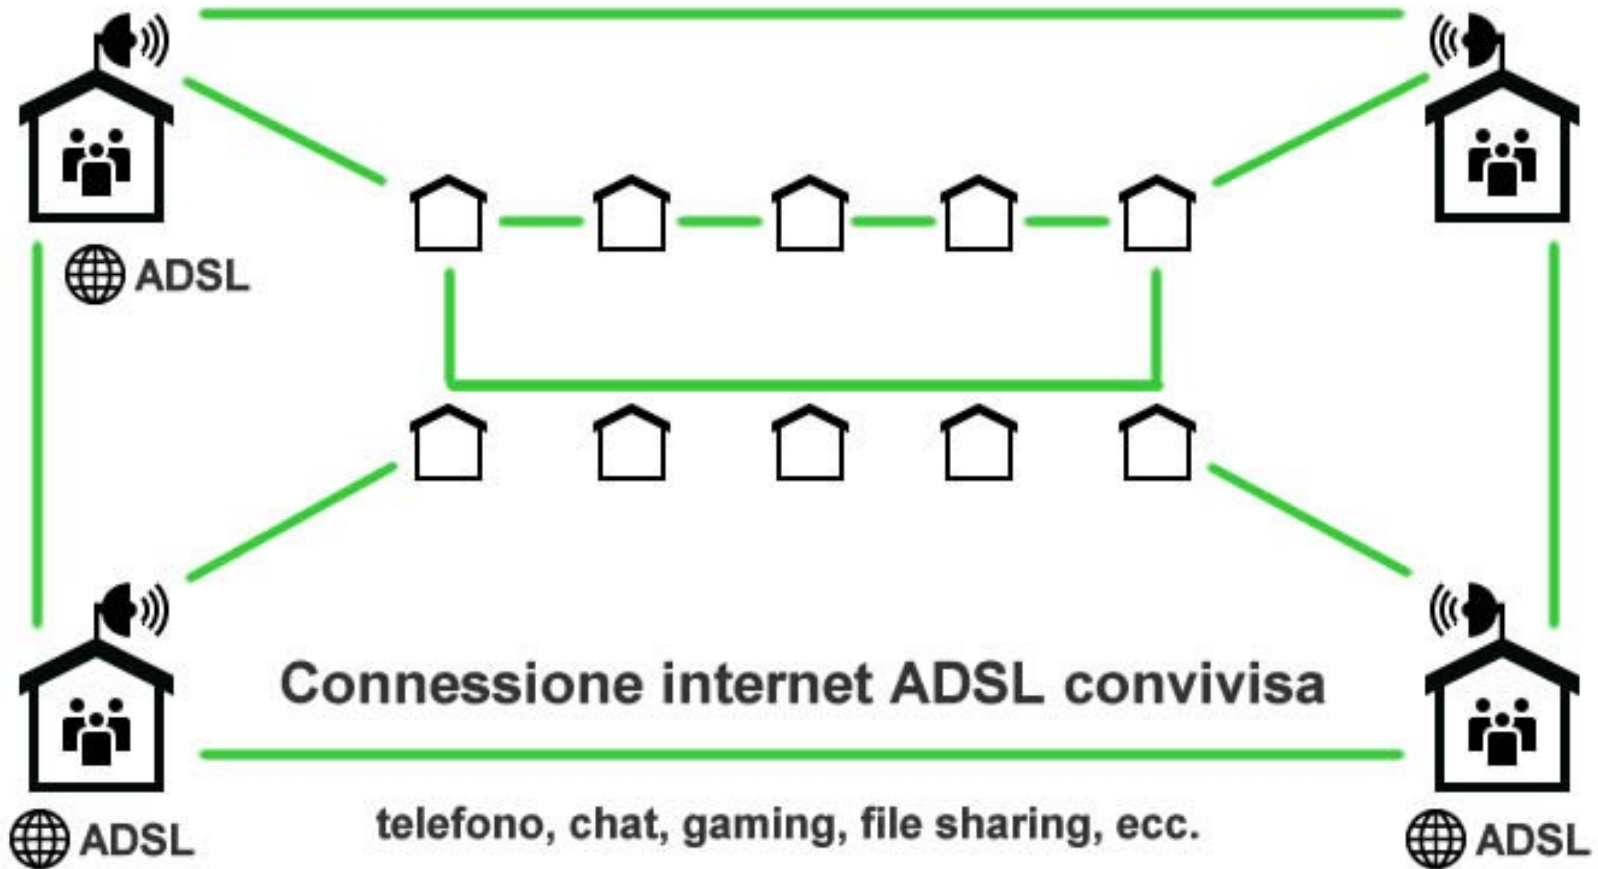 ADSL
Connessione internet ADSL convivisa
telefono, chat, gaming, file sharing, ecc.
ADSL
ADSL